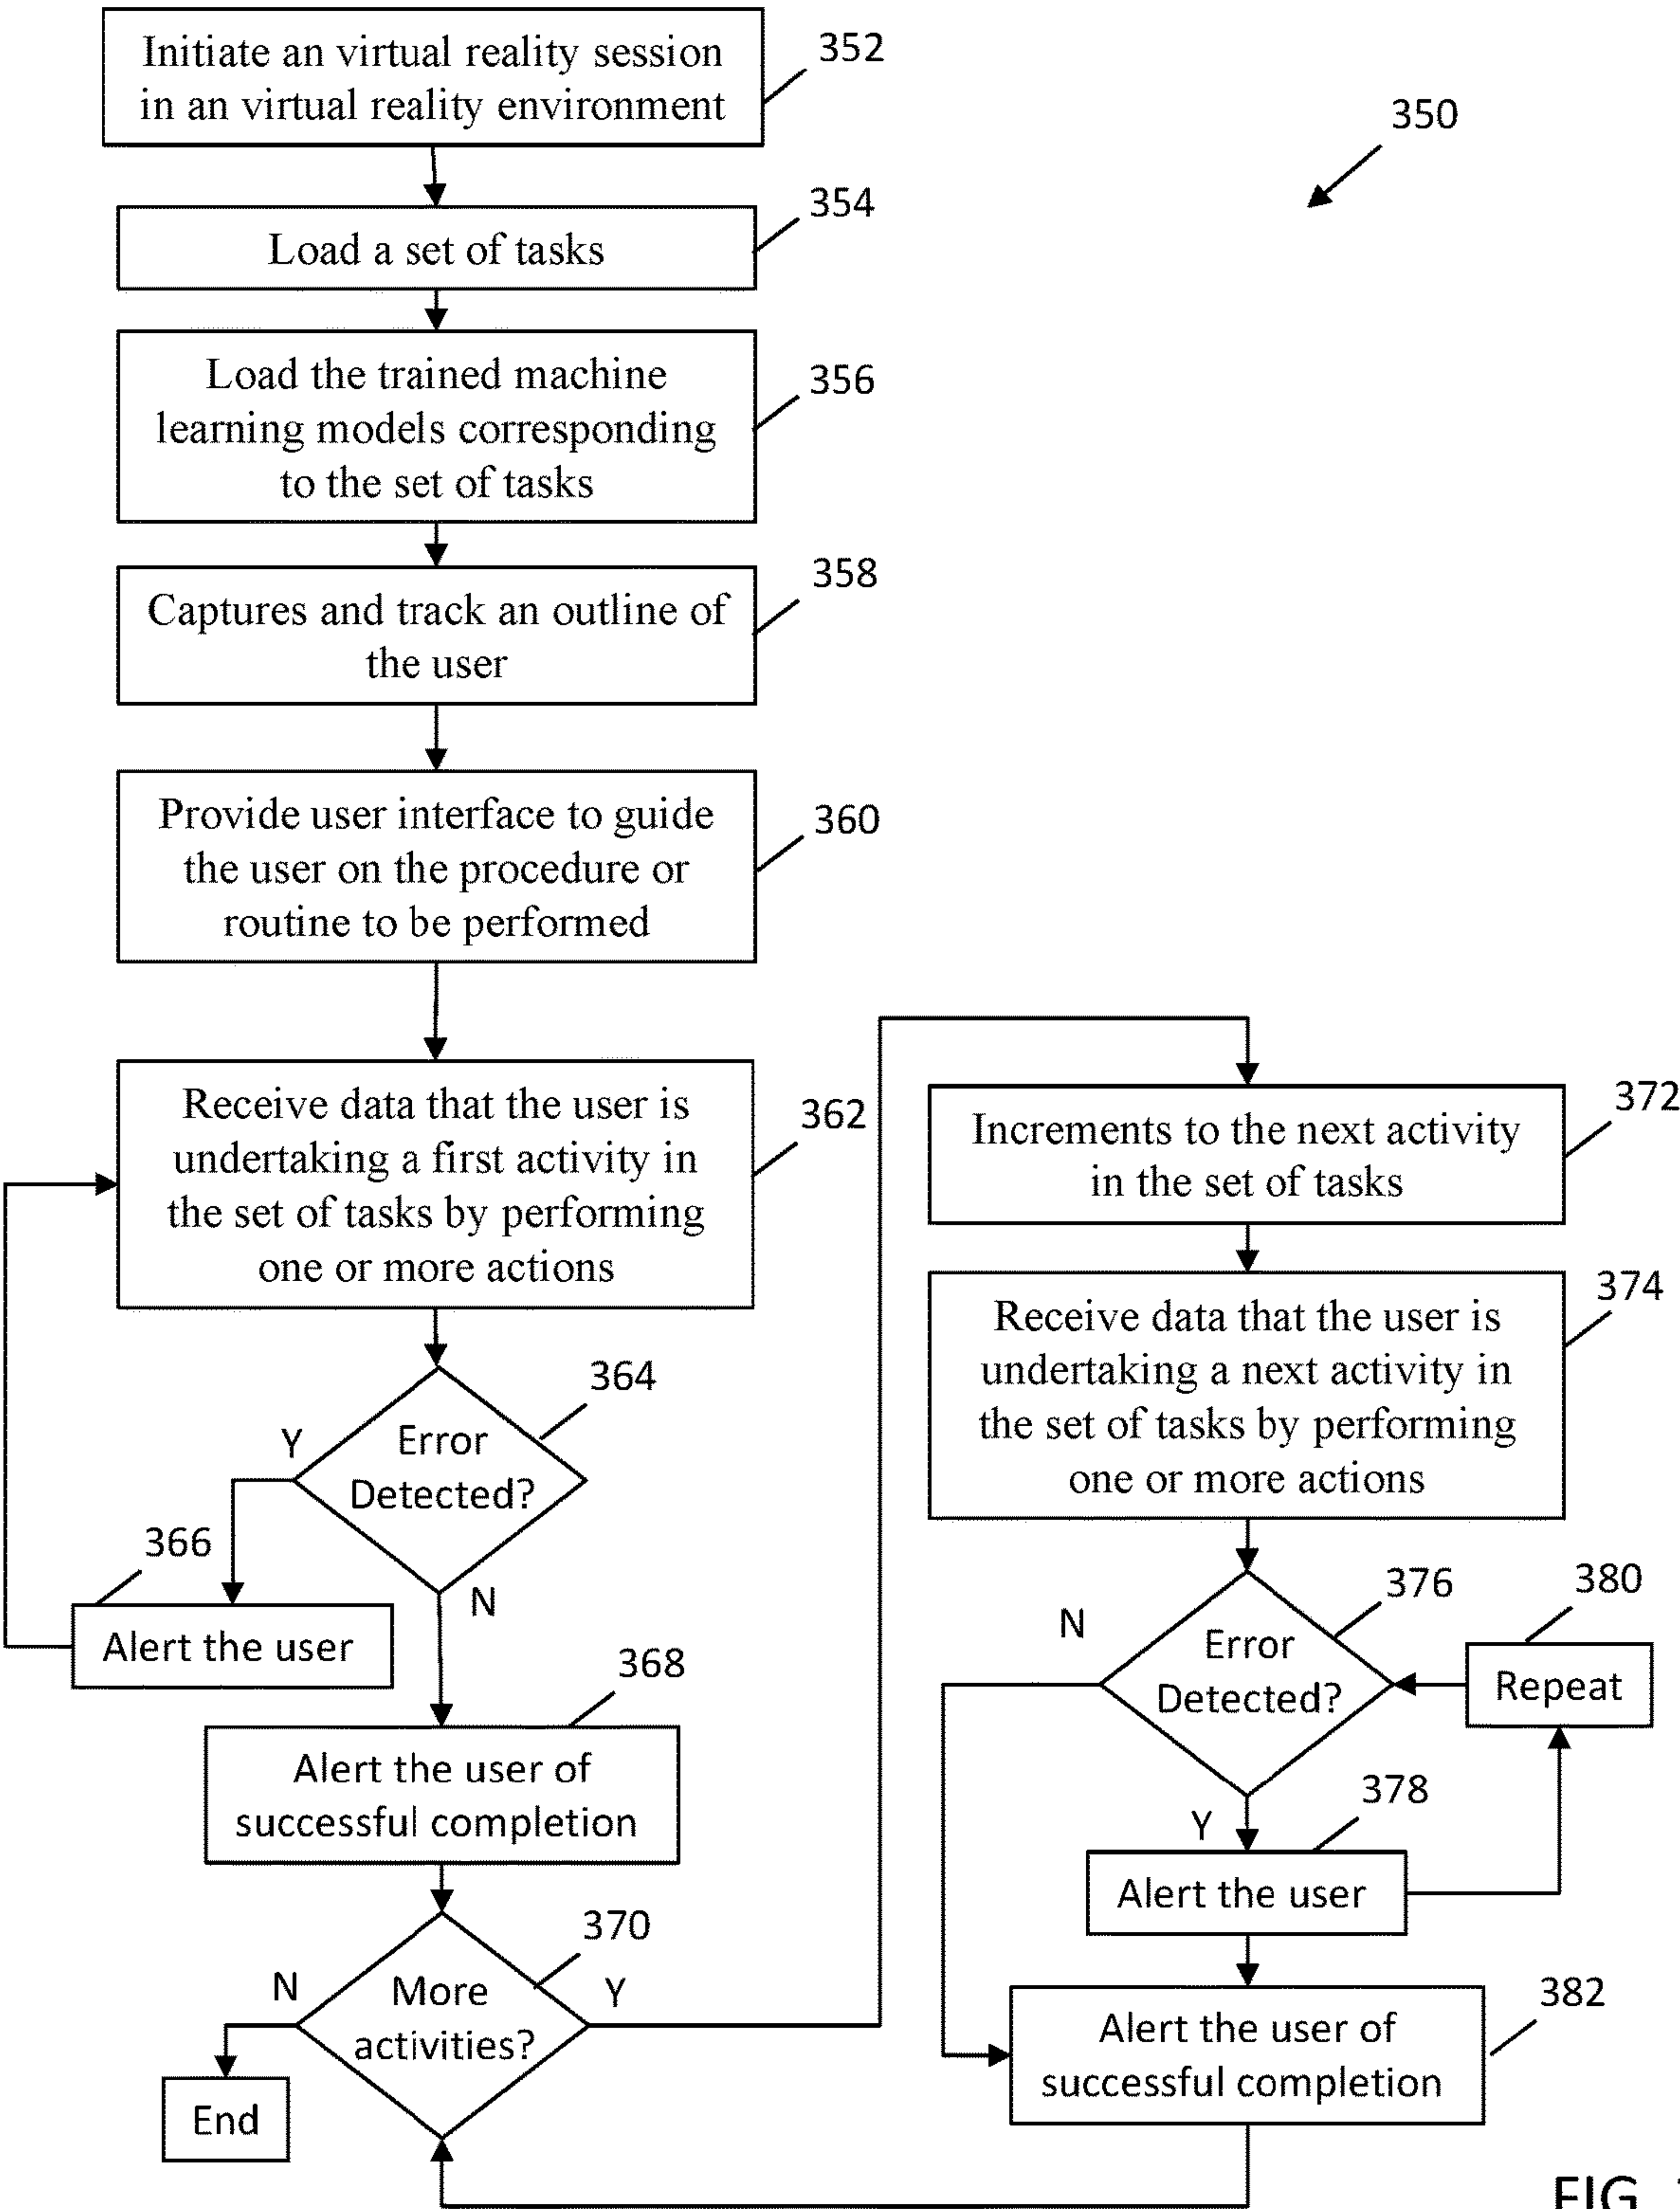 Initiate an virtual reality session
in an virtual reality environment
352
350
Load a set of tasks
354
Load the trained machine
learning models corresponding
to the set of tasks
356
Captures and track an outline of
the user
358
Provide user interface to guide
the user on the procedure or
routine to be performed
360
Receive data that the user is
undertaking a first activity in
the set of tasks by performing
one or more actions
362
Error
Detected?
364
Y
N
366
Alert the user
368
Alert the user of
successful completion
370
More
activities?
N
Y
End
Increments to the next activity
in the set of tasks
372
Receive data that the user is
undertaking a next activity in
the set of tasks by performing
one or more actions
374
Error
Detected?
376
N
Y
380
Repeat
378
Alert the user
Alert the user of
successful completion
382
FIG.